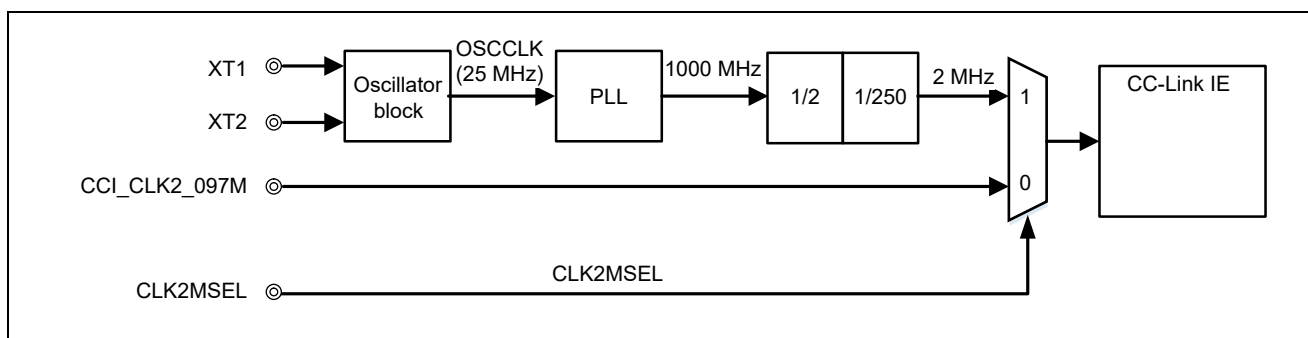 XT1
XT2
Oscillator
block
OSCCLK
(25 MHz)
PLL
1000 MHz
1/2
1/250
2 MHz
1
0
CC-Link IE
CCI_CLK2_097M
CLK2MSEL
CLK2MSEL